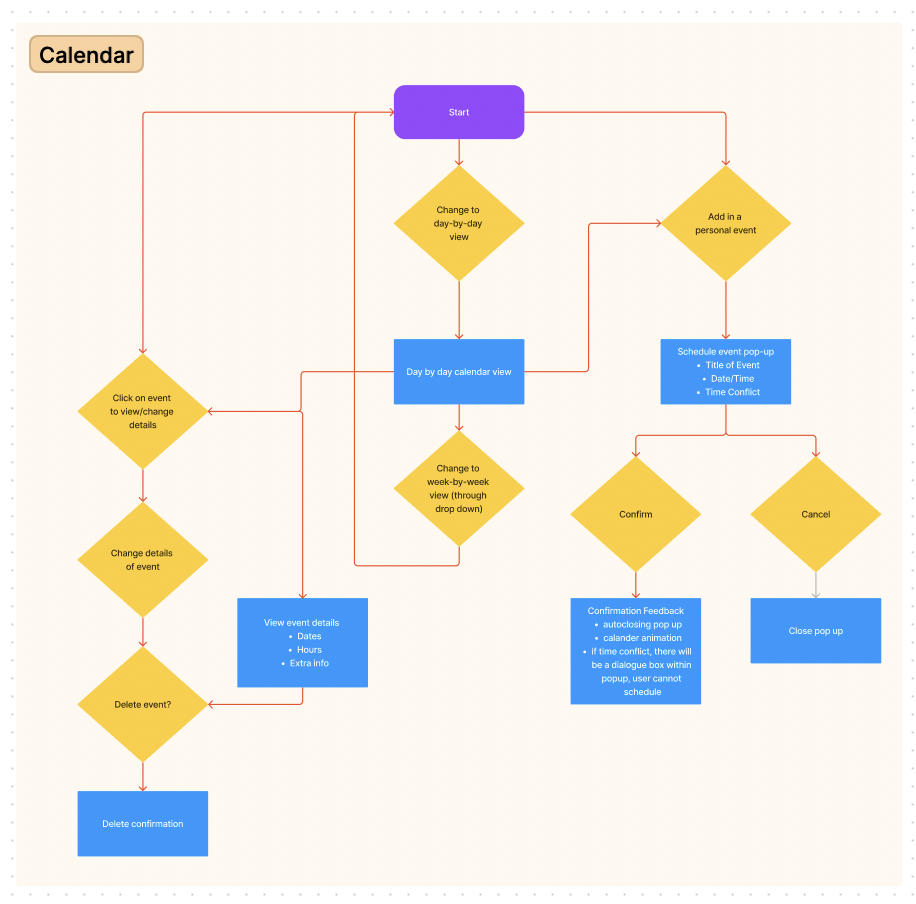 Calendar
Start
Change to
day-by-day
view
Add in a
personal event
Day by day calendar view
Schedule event pop-up
• Title of Event
• Date/Time
• Time Conflict
Click on event
to view/change
details
Change to
week-by-week
view (through
drop down)
Confirm
Cancel
Change details
of event
View event details
• Dates
• Hours
• Extra info
Confirmation Feedback
• autoclosing pop up
• calander animation
• if time conflict, there will
be a dialogue box within
popup, user cannot
schedule
Close pop up
Delete event?
Delete confirmation